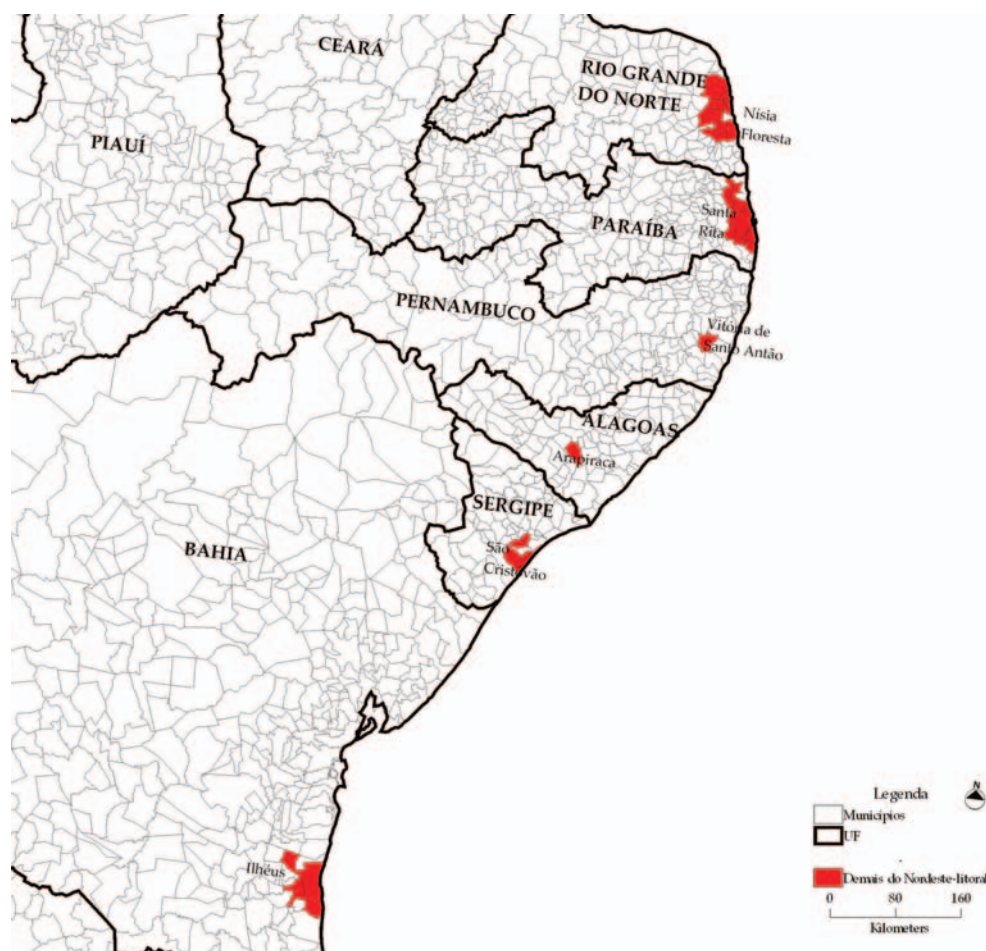 CEARÁ
RIO GRANDE
DO NORTE
Nísia
Floresta
PIAUÍ
Santa
Rita
PARAÍBA
PERNAMBUCO
Vitória de
Santo Antão
ALAGOAS
Arapiraca
SERGIPE
São
Cristóvão
BAHIA
Ilhéus
Legenda
N
Municípios
UF
Demais do Nordeste-litoral
0 80 160
Kilometers